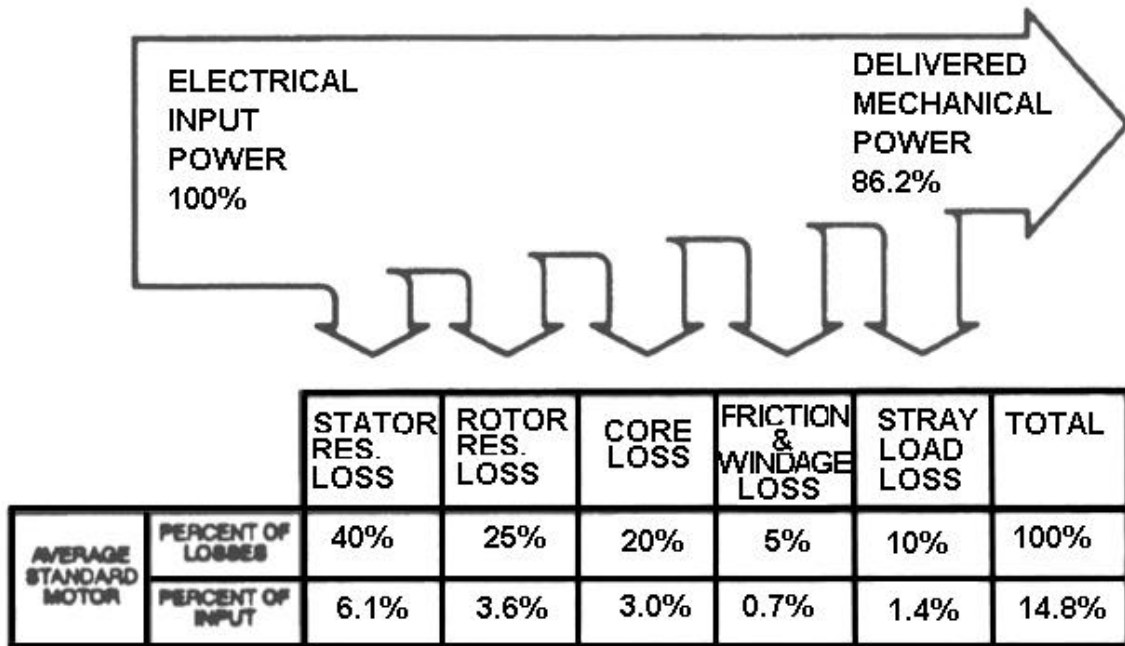 ELECTRICAL
INPUT
POWER
100%
DELIVERED
MECHANICAL
POWER
86.2%
STATOR
RES.
LOSS
ROTOR
RES.
LOSS
CORE
LOSS
FRICTION
&
WINDAGE
LOSS
STRAY
LOAD
LOSS
TOTAL
AVERAGE
STANDARD
MOTOR
PERCENT OF
LOSSES
40%
25%
20%
5%
10%
100%
PERCENT OF
INPUT
6.1%
3.6%
3.0%
0.7%
1.4%
14.8%